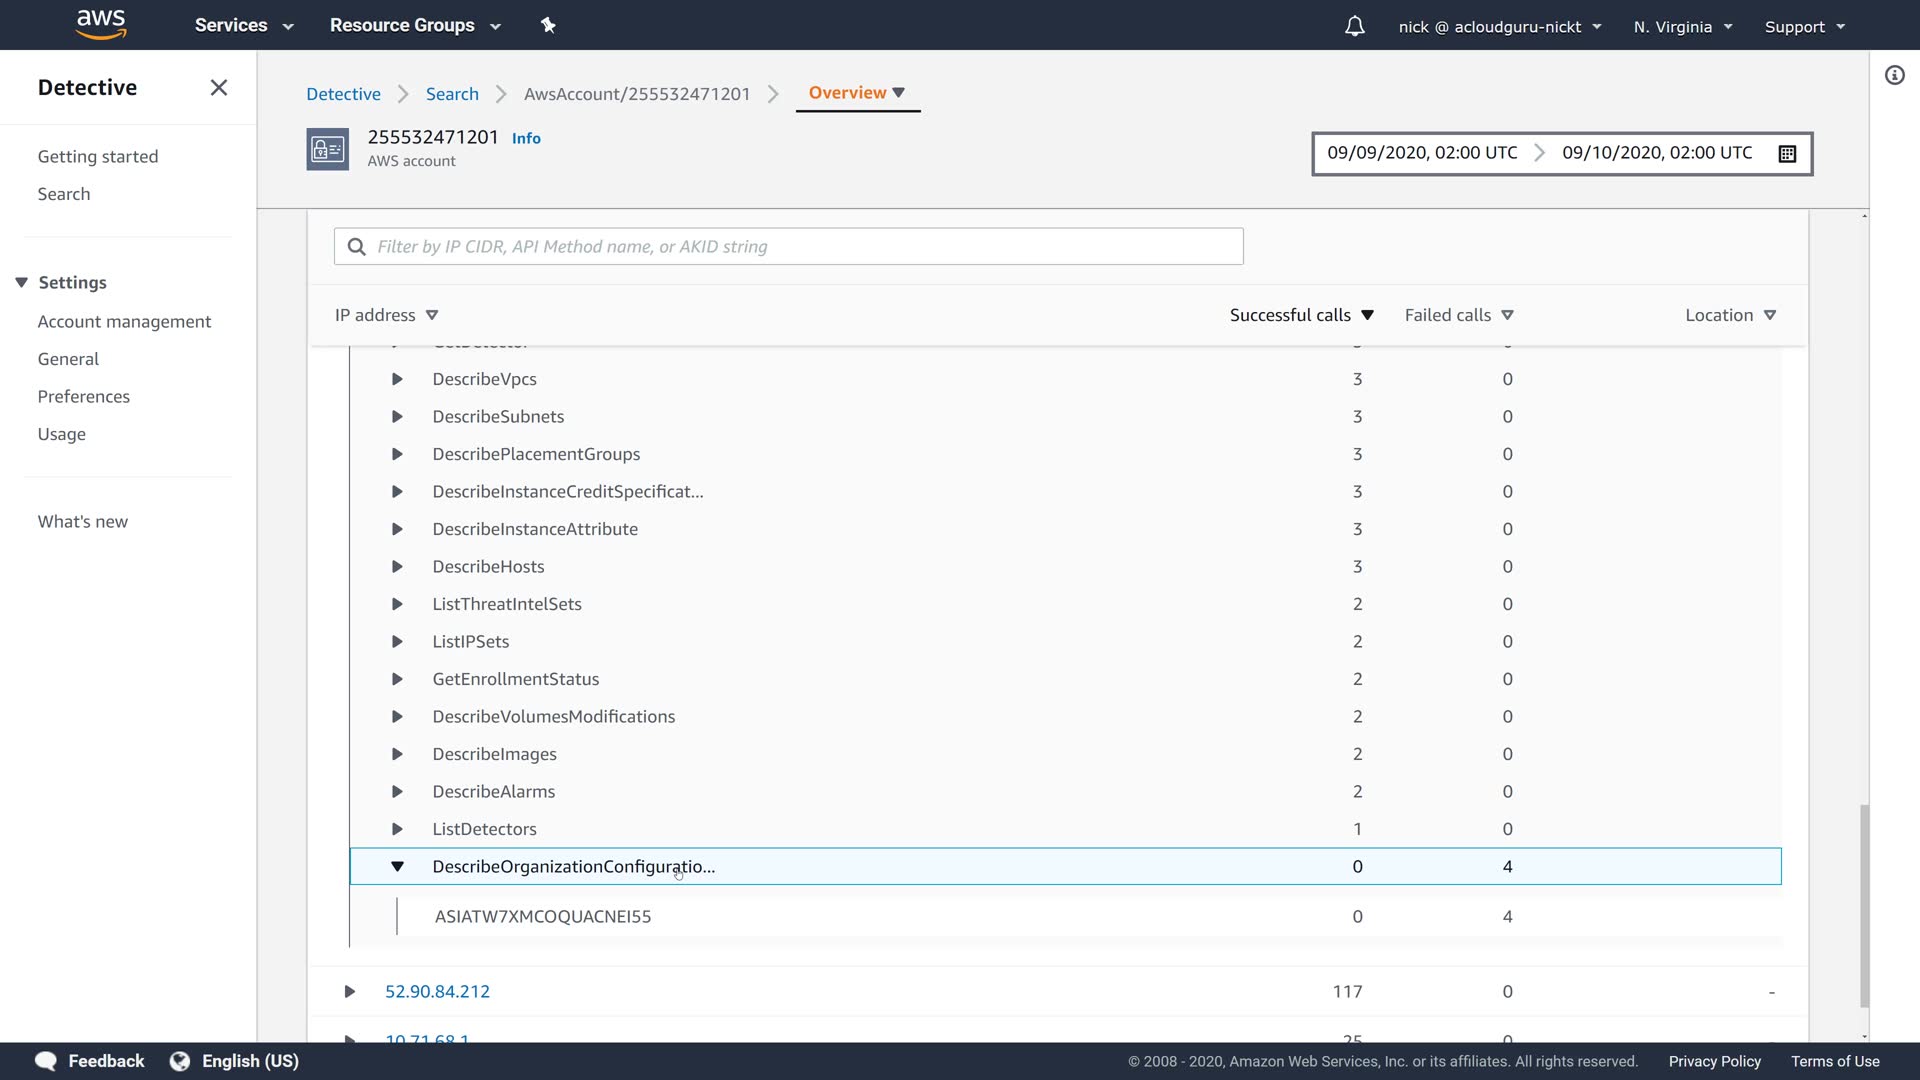 aws
Services
Resource Groups
nick @ acloudguru-nickt
N. Virginia
Support
Detective
Getting started
Search
Settings
Account management
General
Preferences
Usage
What's new
Detective
Search
AwsAccount/255532471201
Overview
255532471201 Info
AWS account
09/09/2020, 02:00 UTC
09/10/2020, 02:00 UTC
Filter by IP CIDR, API Method name, or AKID string
IP address Successful calls Failed calls Location
DescribeVpcs 3 0
DescribeSubnets 3 0
DescribePlacementGroups 3 0
DescribeInstanceCreditSpecificat... 3 0
DescribeInstanceAttribute 3 0
DescribeHosts 3 0
ListThreatIntelSets 2 0
ListIPSets 2 0
GetEnrollmentStatus 2 0
DescribeVolumesModifications 2 0
DescribeImages 2 0
DescribeAlarms 2 0
ListDetectors 1 0
DescribeOrganizationConfiguratio... 0 4
ASIATW7XMCOQUACNEI55 0 4
52.90.84.212 117 0 -
10.71.68.1 25 0
Feedback
English (US)
© 2008 - 2020, Amazon Web Services, Inc. or its affiliates. All rights reserved.
Privacy Policy
Terms of Use